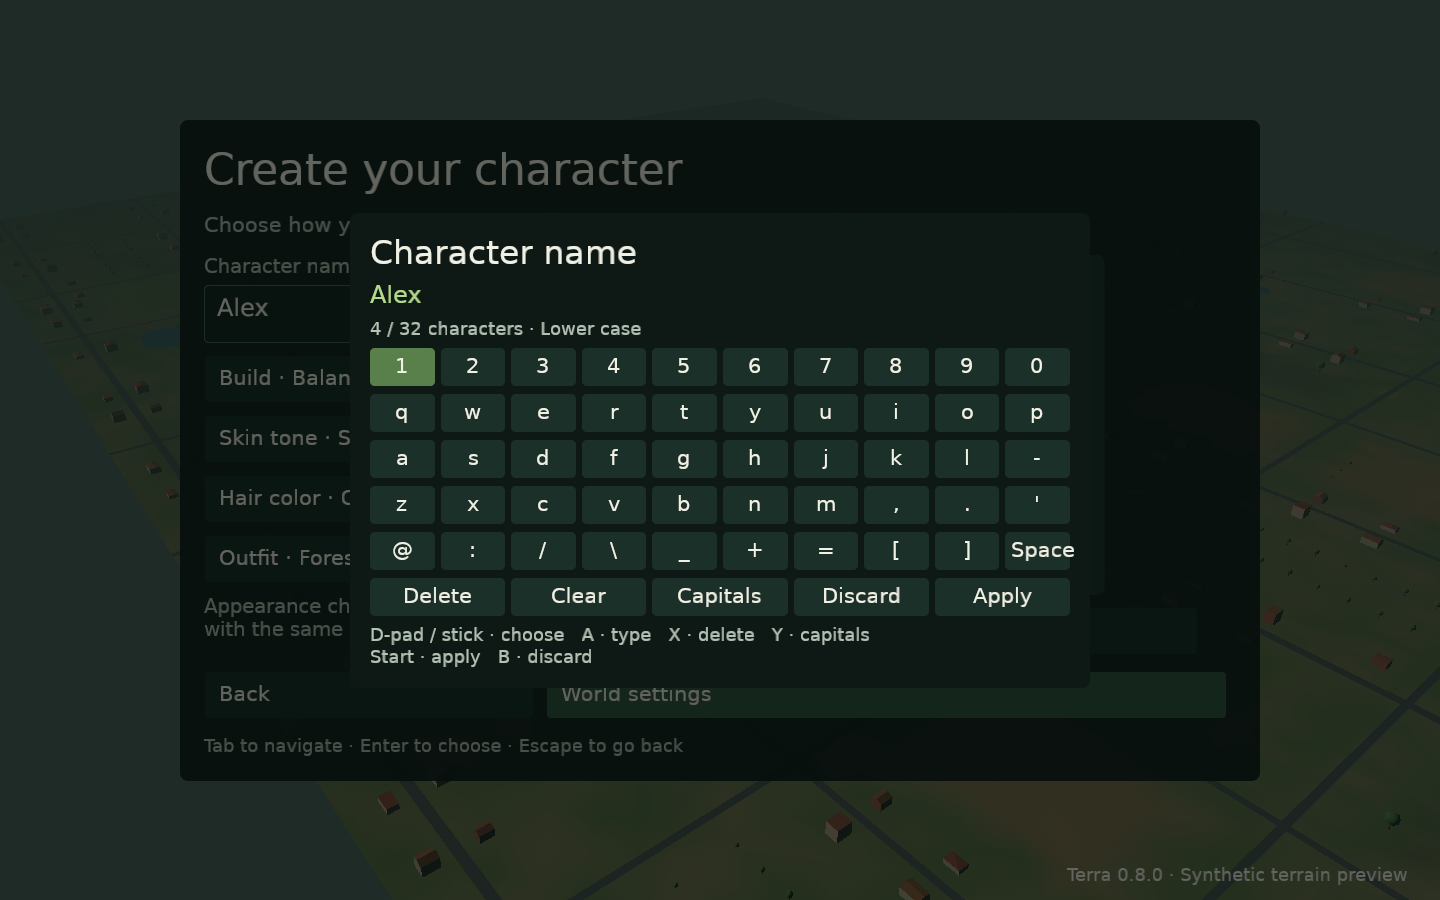 Create your character
Choose how y
Character nam
Alex
Build · Balan
Skin tone · S
Hair color ·
Outfit · Fores
Appearance ch
with the same
Back
World settings
Tab to navigate · Enter to choose · Escape to go back
Character name
Alex
4 / 32 characters · Lower case
1 2 3 4 5 6 7 8 9 0
q w e r t y u i o p
a s d f g h j k l -
z x c v b n m , . '
@ : / \ _ + = [ ] Space
Delete Clear Capitals Discard Apply
D-pad / stick · choose A · type X · delete Y · capitals
Start · apply B · discard
Terra 0.8.0 · Synthetic terrain preview